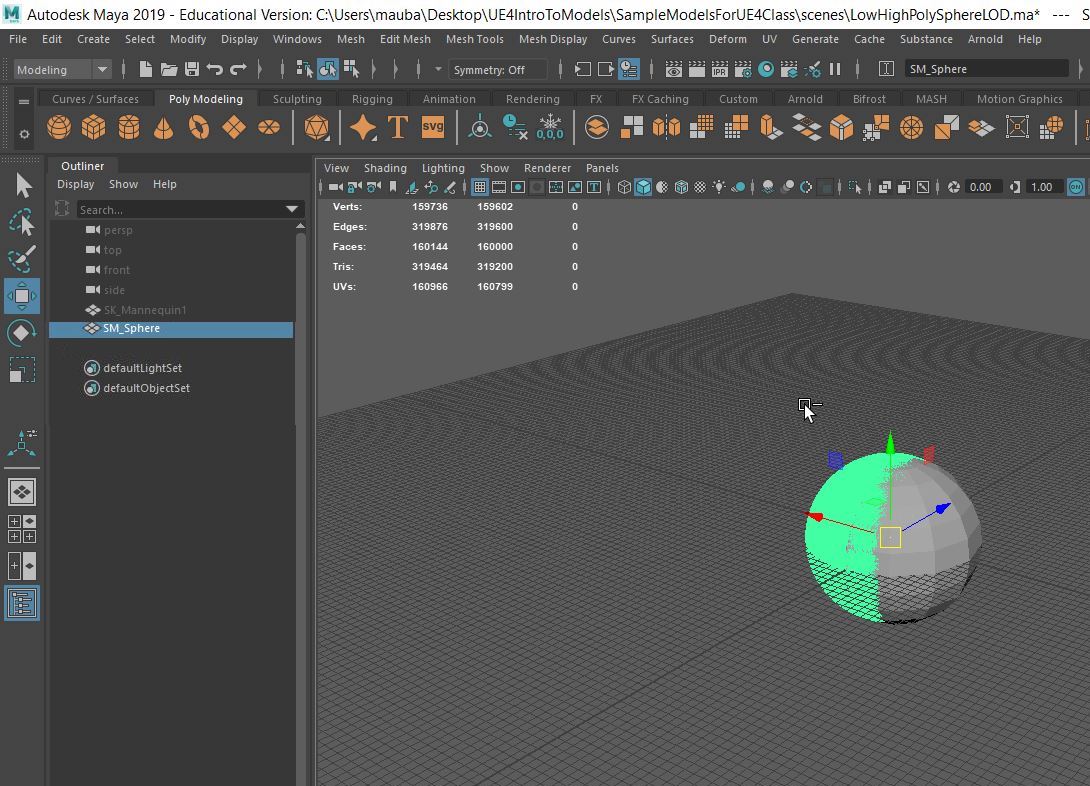 Autodesk Maya 2019 - Educational Version: C:\Users\mauba\Desktop\UE4IntroToModels\SampleModelsForUE4Class\scenes\LowHighPolySphereLOD.ma* --- S
File Edit Create Select Modify Display Windows Mesh Edit Mesh Mesh Tools Mesh Display Curves Surfaces Deform UV Generate Cache Substance Arnold Help
Modeling Symmetry: Off IPR SM_Sphere
Curves / Surfaces Poly Modeling Sculpting Rigging Animation Rendering FX FX Caching Custom Arnold Bifrost MASH Motion Graphics
T SVG 0,0,0
Outliner
Display Show Help
View Shading Lighting Show Renderer Panels
0.00 1.00 ON
Search...
persp
top
front
side
SK_Mannequin1
SM_Sphere
defaultLightSet
defaultObjectSet
Verts: 159736 159602 0
Edges: 319876 319600 0
Faces: 160144 160000 0
Tris: 319464 319200 0
UVs: 160966 160799 0